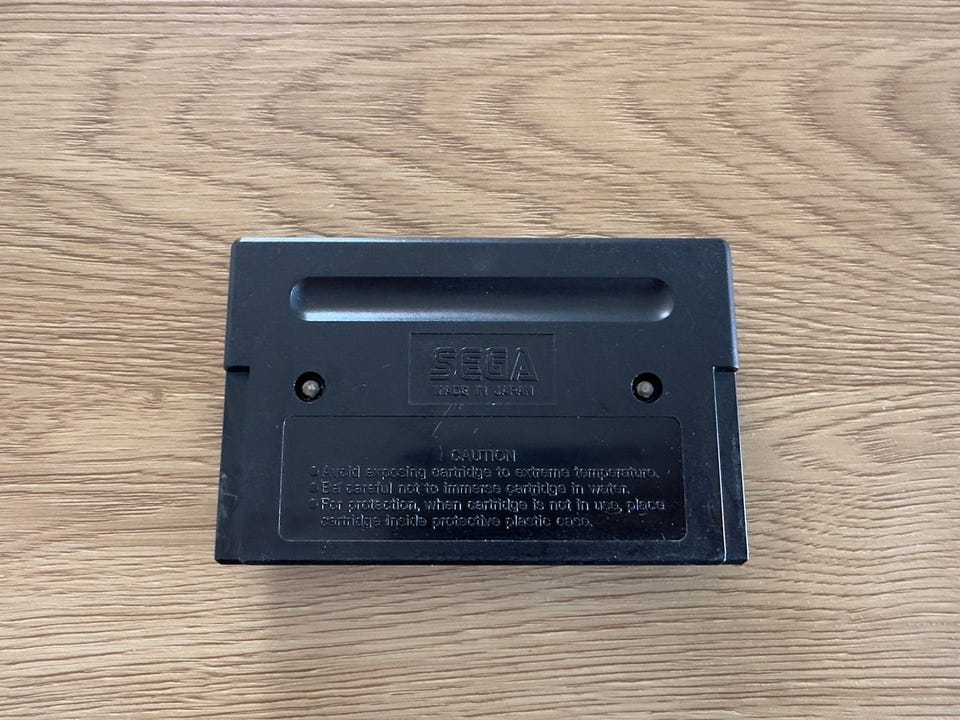 SEGA
MADE IN JAPAN
CAUTION
Avoid exposing cartridge to extreme temperature.
Be careful not to immerse cartridge in water.
For protection, when cartridge is not in use, place
cartridge inside protective plastic case.